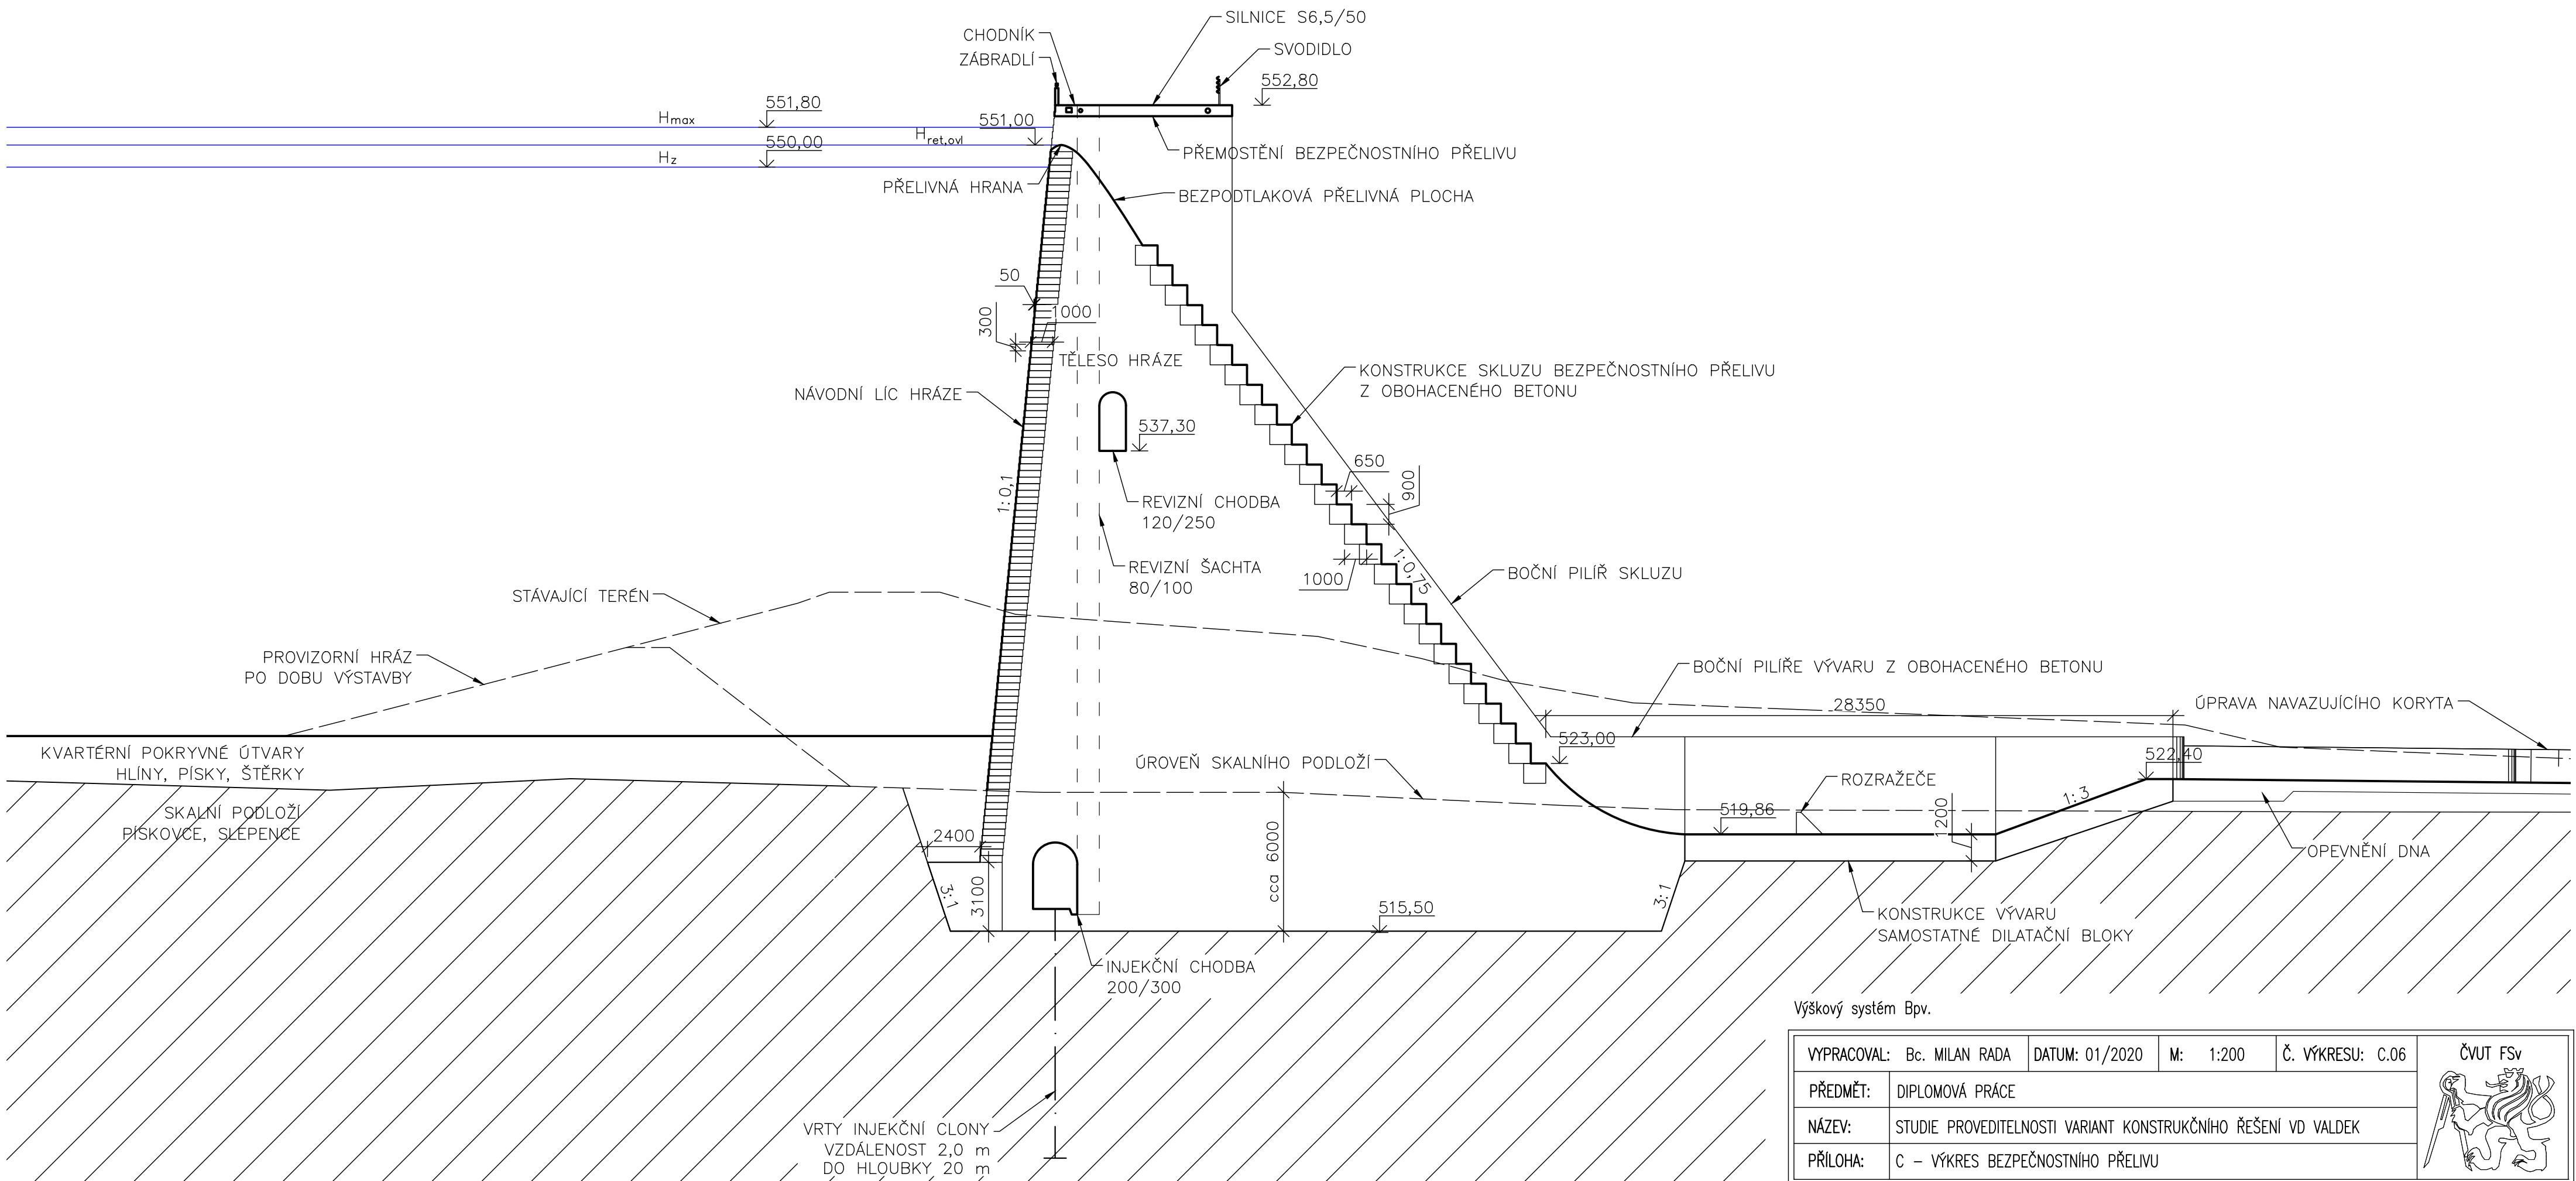 SILNICE S6,5/50
CHODNÍK
SVODIDLO
ZÁBRADLÍ
552,80
551,80
Hmax
551,00
Hret,ovl
550,00
Hz
PŘEMOSTĚNÍ BEZPEČNOSTNÍHO PŘELIVU
PŘELIVNÁ HRANA
BEZPODTLAKOVÁ PŘELIVNÁ PLOCHA
50
300
1000
TĚLESO HRÁZE
KONSTRUKCE SKLUZU BEZPEČNOSTNÍHO PŘELIVU
Z OBOHACENÉHO BETONU
NÁVODNÍ LÍC HRÁZE
537,30
650
900
1:0,1
REVIZNÍ CHODBA
120/250
REVIZNÍ ŠACHTA
80/100
1000
1:0,75
BOČNÍ PILÍŘ SKLUZU
STÁVAJÍCÍ TERÉN
PROVIZORNÍ HRÁZ
PO DOBU VÝSTAVBY
BOČNÍ PILÍŘE VÝVARU Z OBOHACENÉHO BETONU
28350
ÚPRAVA NAVAZUJÍCÍHO KORYTA
KVARTÉRNÍ POKRYVNÉ ÚTVARY
HLÍNY, PÍSKY, ŠTĚRKY
523,00
522,40
ÚROVEŇ SKALNÍHO PODLOŽÍ
ROZRAŽEČE
1:3
SKALNÍ PODLOŽÍ
PÍSKOVCE, SLEPENCE
519,86
1200
2400
cca 6000
OPEVNĚNÍ DNA
3:1
3100
515,50
3:1
KONSTRUKCE VÝVARU
SAMOSTATNÉ DILATAČNÍ BLOKY
INJEKČNÍ CHODBA
200/300
VRTY INJEKČNÍ CLONY
VZDÁLENOST 2,0 m
DO HLOUBKY 20 m
Výškový systém Bpv.
VYPRACOVAL: Bc. MILAN RADA DATUM: 01/2020 M: 1:200 Č. VÝKRESU: C.06 ČVUT FSv
PŘEDMĚT: DIPLOMOVÁ PRÁCE
NÁZEV: STUDIE PROVEDITELNOSTI VARIANT KONSTRUKČNÍHO ŘEŠENÍ VD VALDEK
PŘÍLOHA: C – VÝKRES BEZPEČNOSTNÍHO PŘELIVU